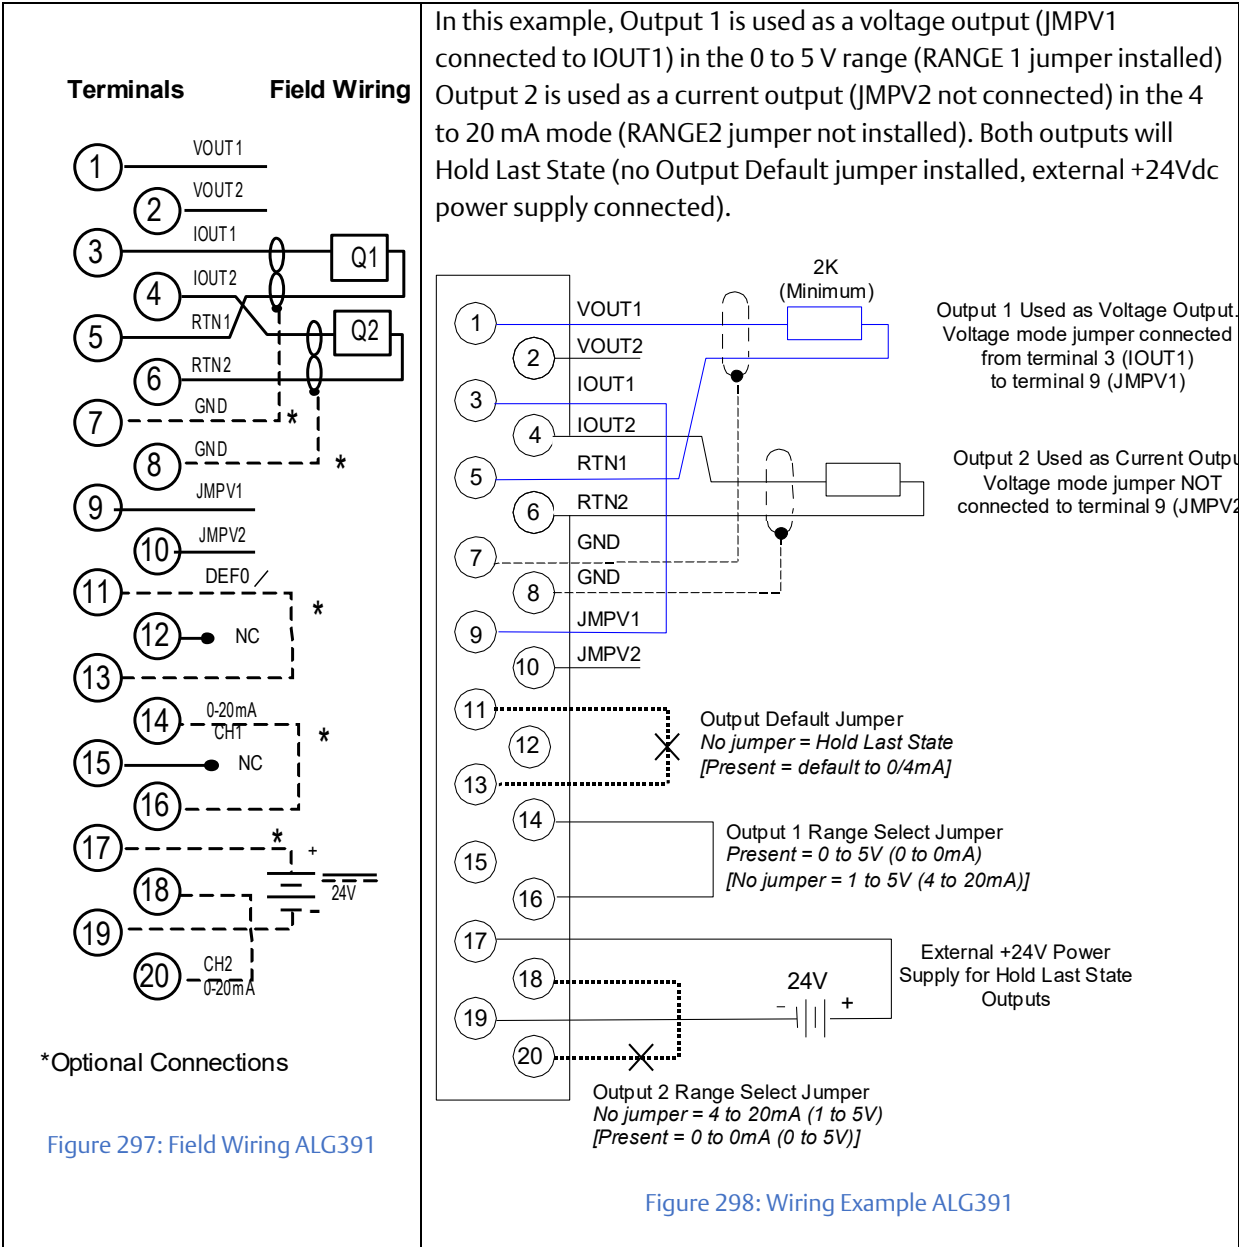 Terminals Field Wiring
1 VOUT1
2 VOUT2
3 IOUT1 Q1
4 IOUT2
5 RTN1 Q2
6 RTN2
7 GND *
8 GND *
9 JMPV1
10 JMPV2
11 DEF0 /
*
12 NC
13
14 0-20mA
CH1 *
15 NC
16
17 * +
18 24V
19 -
20 CH2
0-20mA
*Optional Connections
Figure 297: Field Wiring ALG391
In this example, Output 1 is used as a voltage output (JMPV1
connected to IOUT1) in the 0 to 5 V range (RANGE 1 jumper installed)
Output 2 is used as a current output (JMPV2 not connected) in the 4
to 20 mA mode (RANGE2 jumper not installed). Both outputs will
Hold Last State (no Output Default jumper installed, external +24Vdc
power supply connected).
2K
(Minimum)
1 VOUT1
2 VOUT2
3 IOUT1
4 IOUT2
5 RTN1
6 RTN2
7 GND
8 GND
9 JMPV1
10 JMPV2
11
12
13
14
15
16
17
18
19
20
Output 1 Used as Voltage Output.
Voltage mode jumper connected
from terminal 3 (IOUT1)
to terminal 9 (JMPV1)
Output 2 Used as Current Outpu
Voltage mode jumper NOT
connected to terminal 9 (JMPV2
Output Default Jumper
No jumper = Hold Last State
[Present = default to 0/4mA]
Output 1 Range Select Jumper
Present = 0 to 5V (0 to 0mA)
[No jumper = 1 to 5V (4 to 20mA)]
External +24V Power
Supply for Hold Last State
Outputs
24V
- +
Output 2 Range Select Jumper
No jumper = 4 to 20mA (1 to 5V)
[Present = 0 to 0mA (0 to 5V)]
Figure 298: Wiring Example ALG391